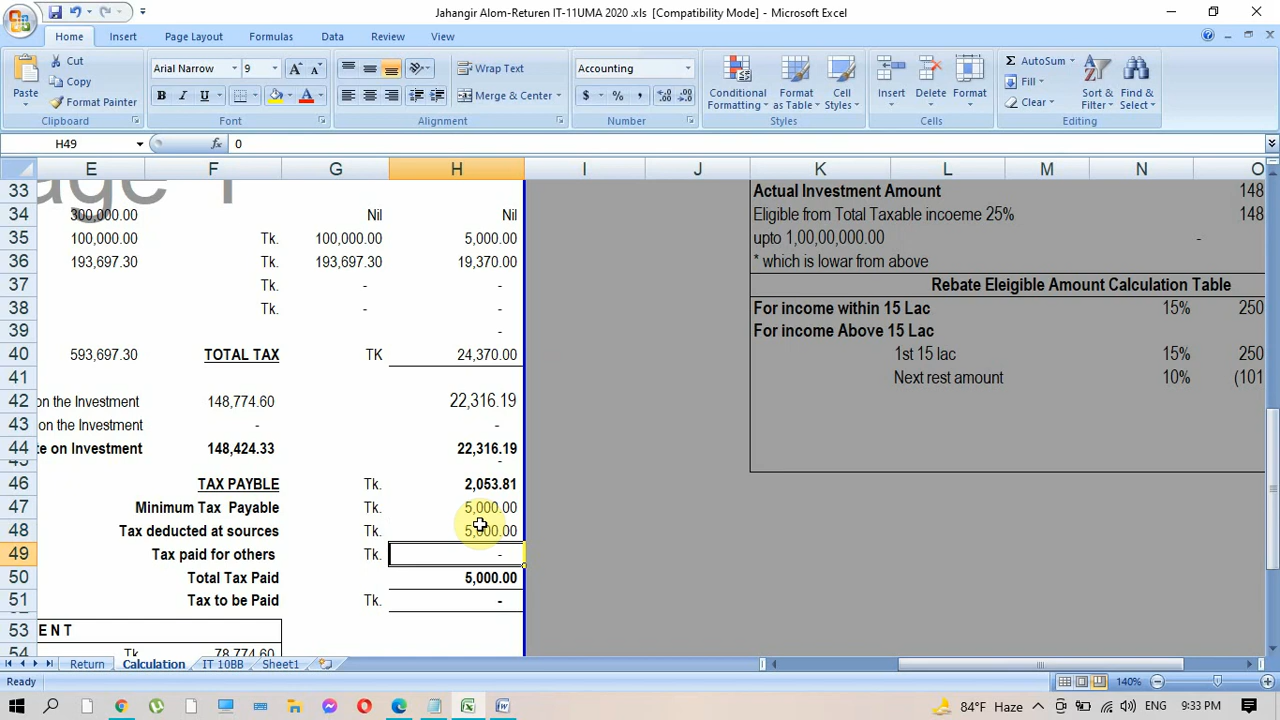 Jahangir Alom-Returen IT-11UMA 2020 .xls [Compatibility Mode] - Microsoft Excel
Home Insert Page Layout Formulas Data Review View
Paste Cut Copy Format Painter Clipboard
Arial Narrow 9 Font
Wrap Text Merge & Center Alignment
Accounting $ % , Number
Conditional Formatting Format as Table Cell Styles Styles
Insert Delete Format Cells
AutoSum Fill Clear Sort & Filter Find & Select Editing
H49 fx 0
E F G H I J K L M N O
33 Actual Investment Amount 148
34 300,000.00 Nil Nil Eligible from Total Taxable incoeme 25% 148
35 100,000.00 Tk. 100,000.00 5,000.00 upto 1,00,00,000.00 -
36 193,697.30 Tk. 193,697.30 19,370.00 * which is lowar from above
37 Tk. - - Rebate Eleigible Amount Calculation Table
38 Tk. - - For income within 15 Lac 15% 250
39 - For income Above 15 Lac
40 593,697.30 TOTAL TAX TK 24,370.00 1st 15 lac 15% 250
41 Next rest amount 10% (101
42 on the Investment 148,774.60 22,316.19
43 on the Investment - -
44 te on Investment 148,424.33 22,316.19
45 -
46 TAX PAYBLE Tk. 2,053.81
47 Minimum Tax Payable Tk. 5,000.00
48 Tax deducted at sources Tk. 5,000.00
49 Tax paid for others Tk. -
50 Total Tax Paid 5,000.00
51 Tax to be Paid Tk. -
53 E N T
54 Tk 78,774.60
Return Calculation IT 10BB Sheet1
Ready 140%
84°F Haze ENG 9:33 PM